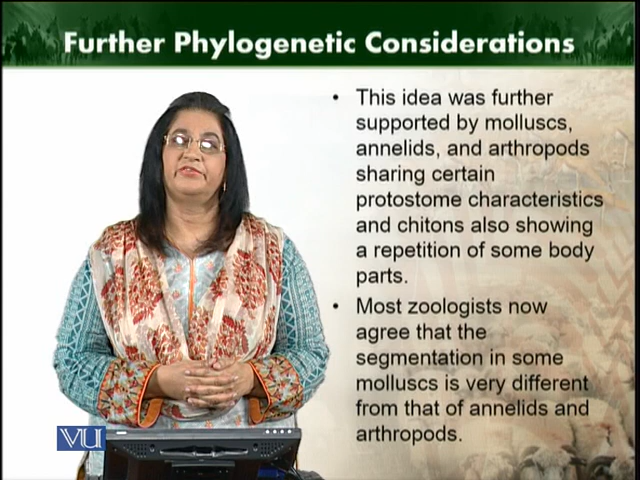 Further Phylogenetic Considerations
• This idea was further
supported by molluscs,
annelids, and arthropods
sharing certain
protostome characteristics
and chitons also showing
a repetition of some body
parts.
• Most zoologists now
agree that the
segmentation in some
molluscs is very different
from that of annelids and
arthropods.
VU